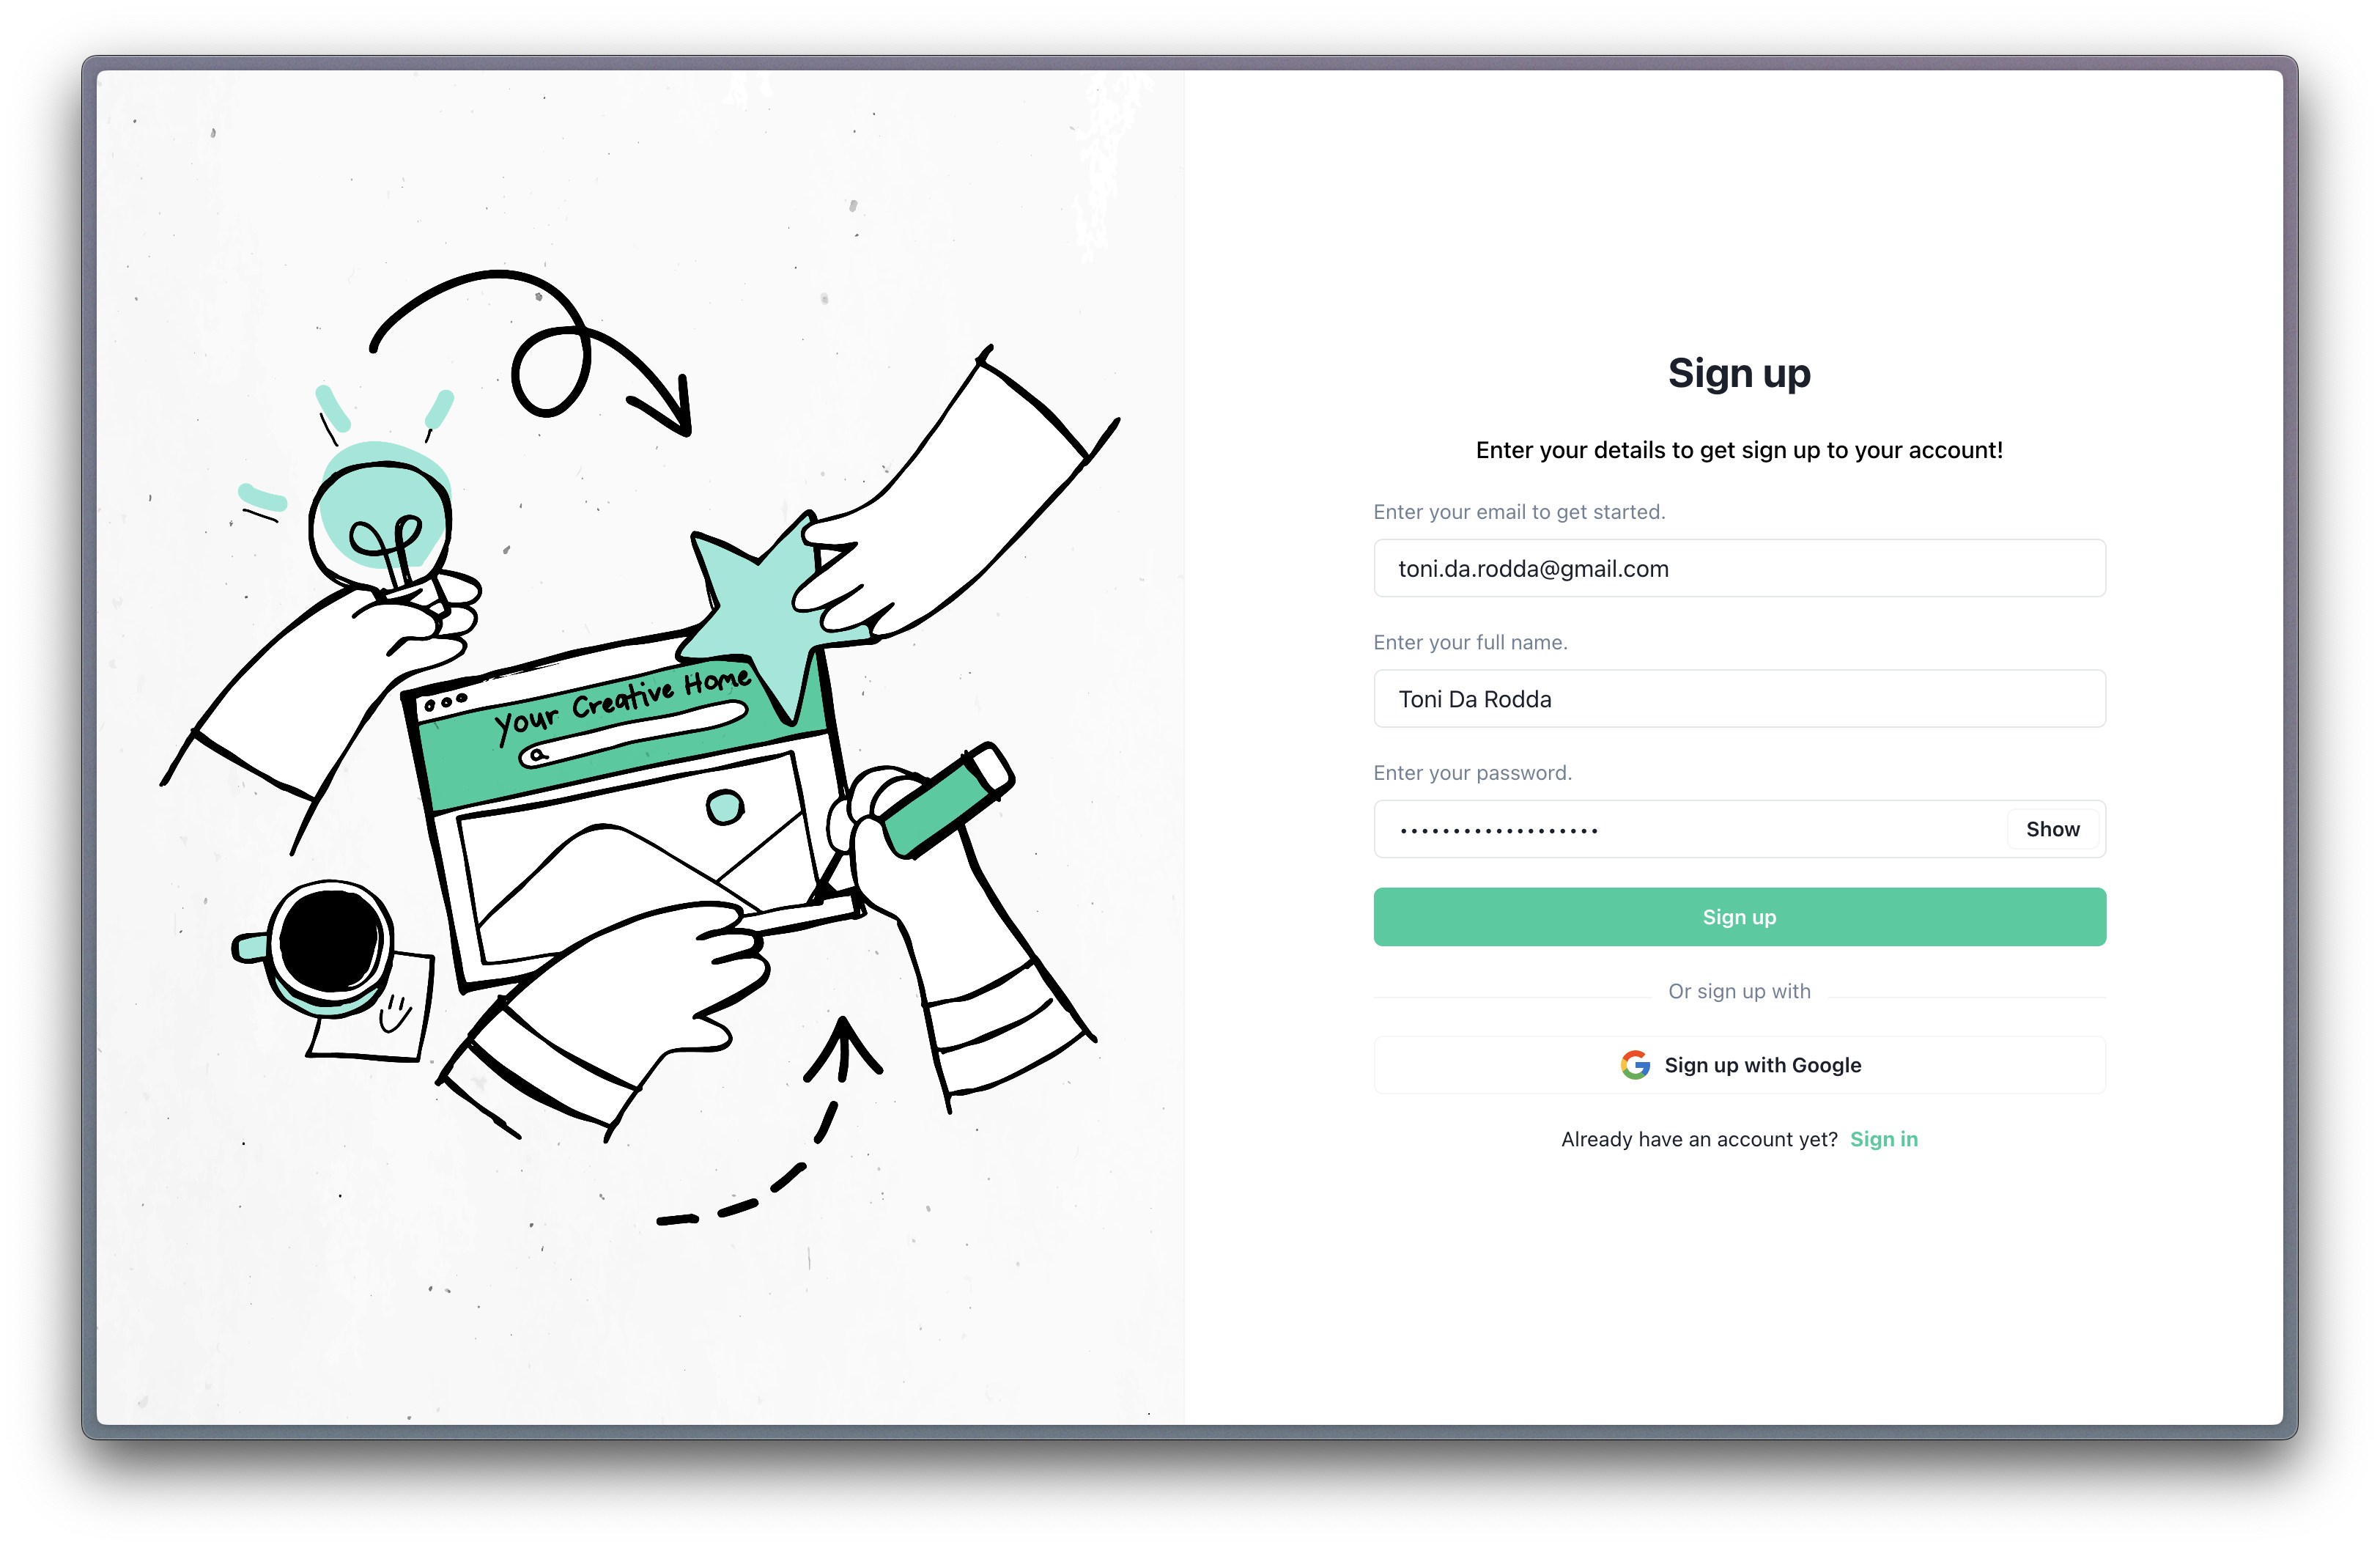 Your Creative Home
Sign up
Enter your details to get sign up to your account!
Enter your email to get started.
toni.da.rodda@gmail.com
Enter your full name.
Toni Da Rodda
Enter your password.
•••••••••••••••••••
Show
Sign up
Or sign up with
Sign up with Google
Already have an account yet? Sign in